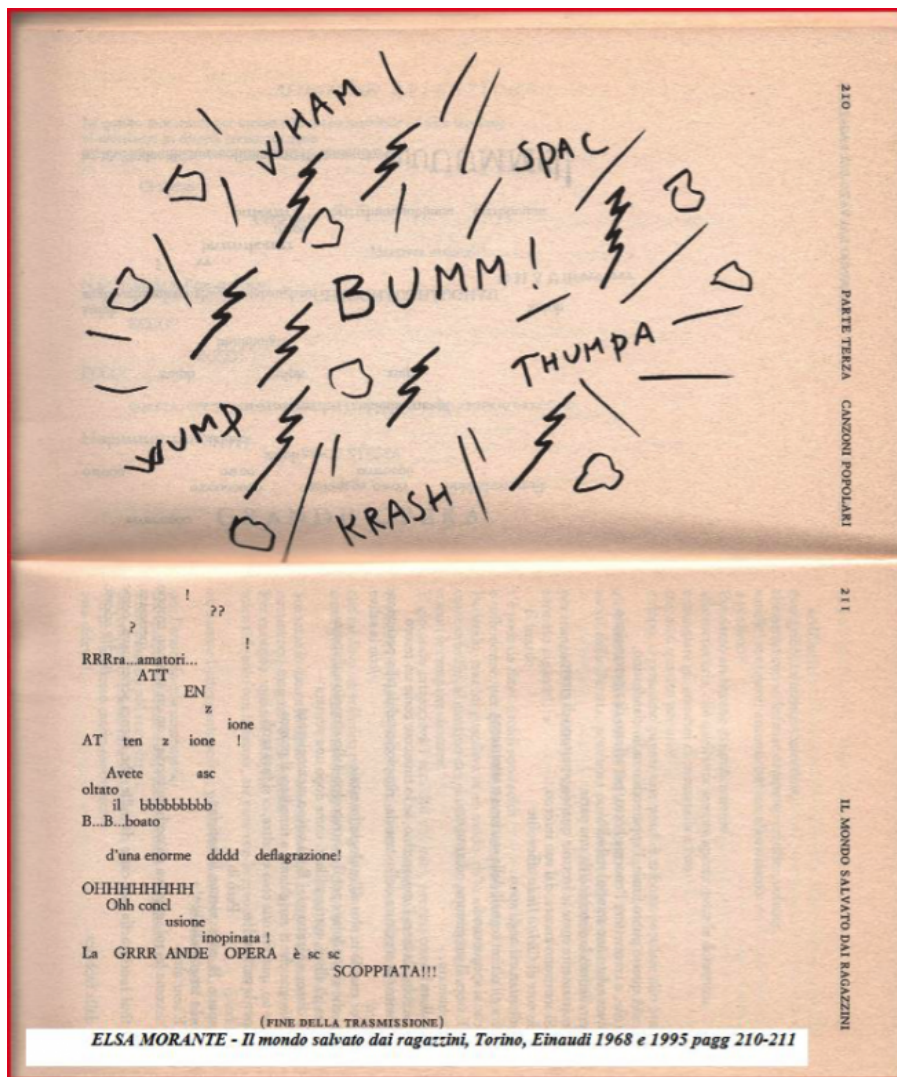 WHAM
SPAC
BUMM!
THUMPA
WUMP
KRASH
210 PARTE TERZA CANZONI POPOLARI
!
??
?
!
RRRra...amatori...
ATT
EN
z
ione
AT ten z ione !
Avete asc
oltato
il bbbbbbbbb
B...B...boato
d'una enorme dddd deflagrazione!
OHHHHHHHH
Ohh concl
usione
inopinata !
La GRRR ANDE OPERA è sc sc
SCOPPIATA!!!
(FINE DELLA TRASMISSIONE)
211 IL MONDO SALVATO DAI RAGAZZINI
ELSA MORANTE - Il mondo salvato dai ragazzini, Torino, Einaudi 1968 e 1995 pagg 210-211